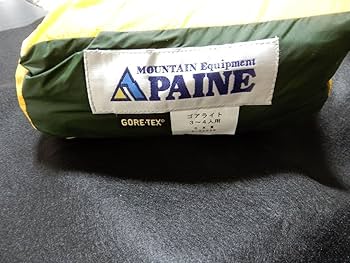 MOUNTAIN Equipment
PAINE
GORE-TEX®
ゴアライト
3〜4人用